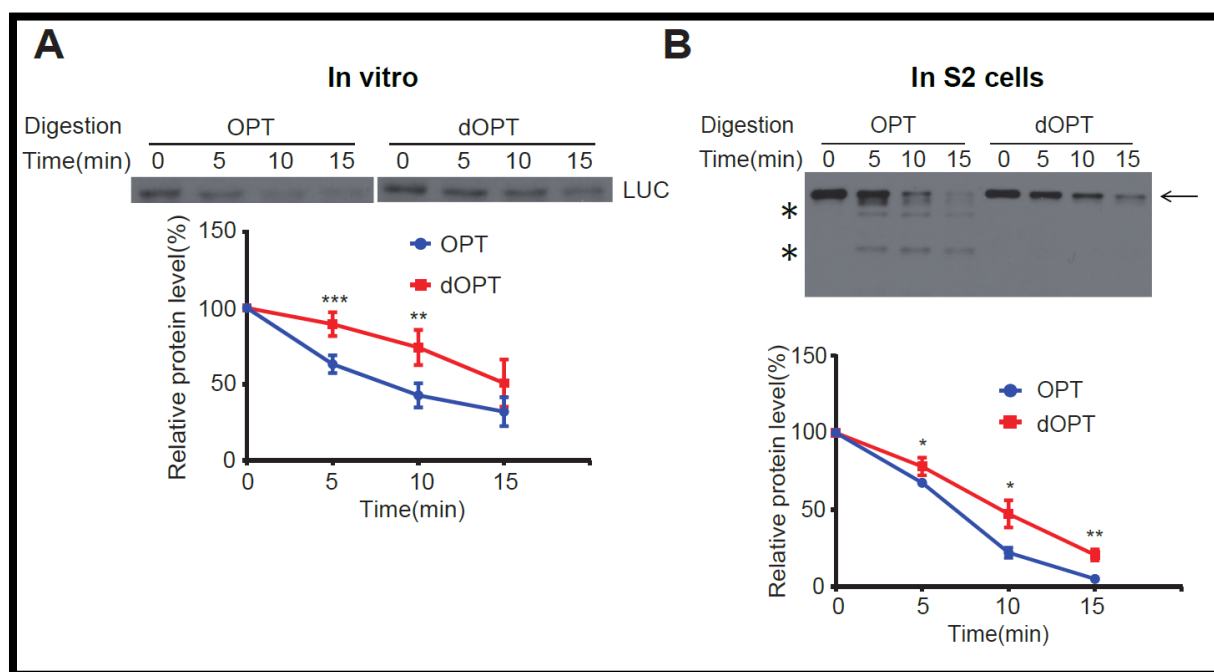 A
In vitro
Digestion OPT dOPT
Time(min) 0 5 10 15 0 5 10 15
LUC
150
100
50
0
Relative protein level(%)
OPT
dOPT
***
**
0 5 10 15
Time(min)
B
In S2 cells
Digestion OPT dOPT
Time(min) 0 5 10 15 0 5 10 15
*
*
150
100
50
0
Relative protein level(%)
OPT
dOPT
*
*
**
0 5 10 15
Time(min)